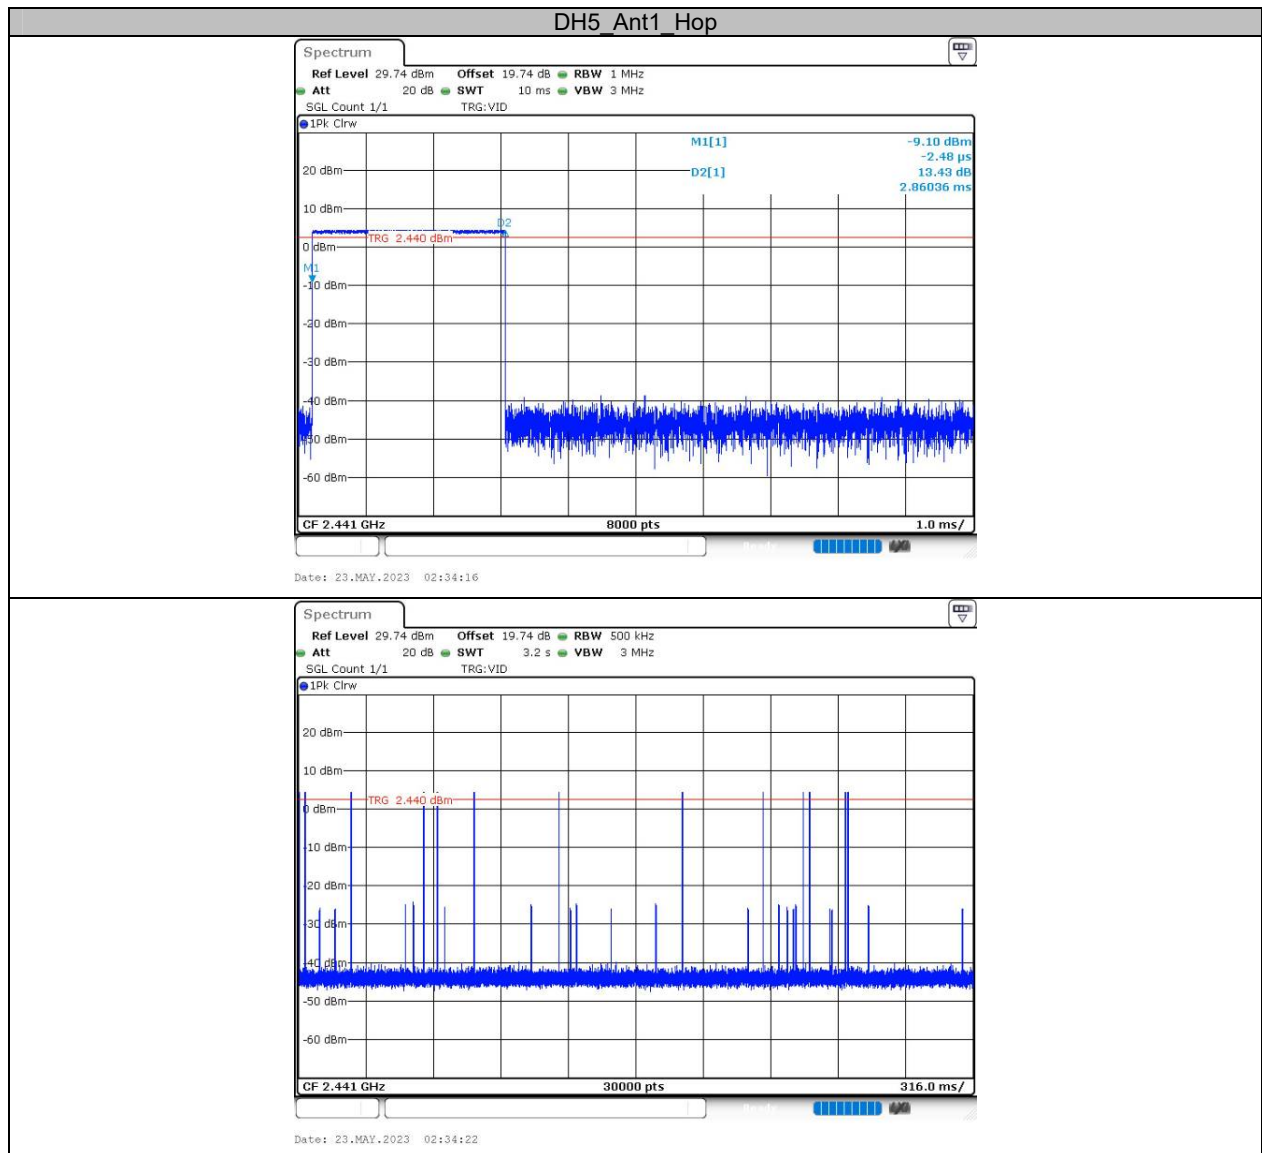 DH5_Ant1_Hop
Spectrum
Ref Level 29.74 dBm Offset 19.74 dB RBW 1 MHz
Att 20 dB SWT 10 ms VBW 3 MHz
SGL Count 1/1 TRG:VID
1Pk Clrw
M1[1] -9.10 dBm
-2.48 µs
D2[1] 13.43 dB
2.86036 ms
20 dBm
10 dBm
D2
TRG 2.440 dBm
0 dBm
M1
-10 dBm
-20 dBm
-30 dBm
-40 dBm
-50 dBm
-60 dBm
CF 2.441 GHz 8000 pts 1.0 ms/
Date: 23.MAY.2023 02:34:16
Spectrum
Ref Level 29.74 dBm Offset 19.74 dB RBW 500 kHz
Att 20 dB SWT 3.2 s VBW 3 MHz
SGL Count 1/1 TRG:VID
1Pk Clrw
20 dBm
10 dBm
TRG 2.440 dBm
0 dBm
-10 dBm
-20 dBm
-30 dBm
-40 dBm
-50 dBm
-60 dBm
CF 2.441 GHz 30000 pts 316.0 ms/
Date: 23.MAY.2023 02:34:22